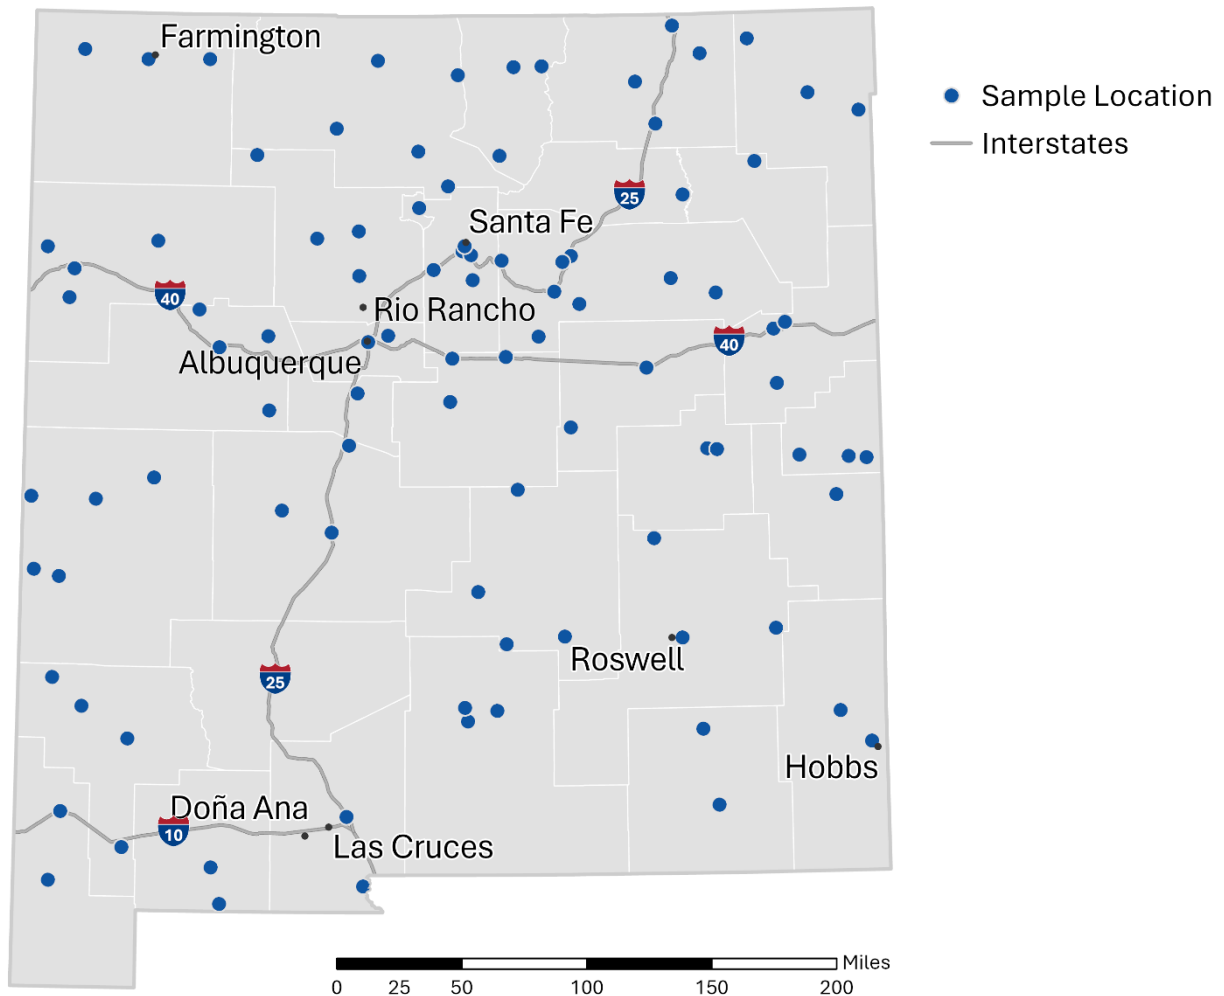 Farmington
Sample Location
Interstates
25
Santa Fe
40
Rio Rancho
40
Albuquerque
Roswell
25
Hobbs
Doña Ana
10
Las Cruces
Miles
0 25 50 100 150 200